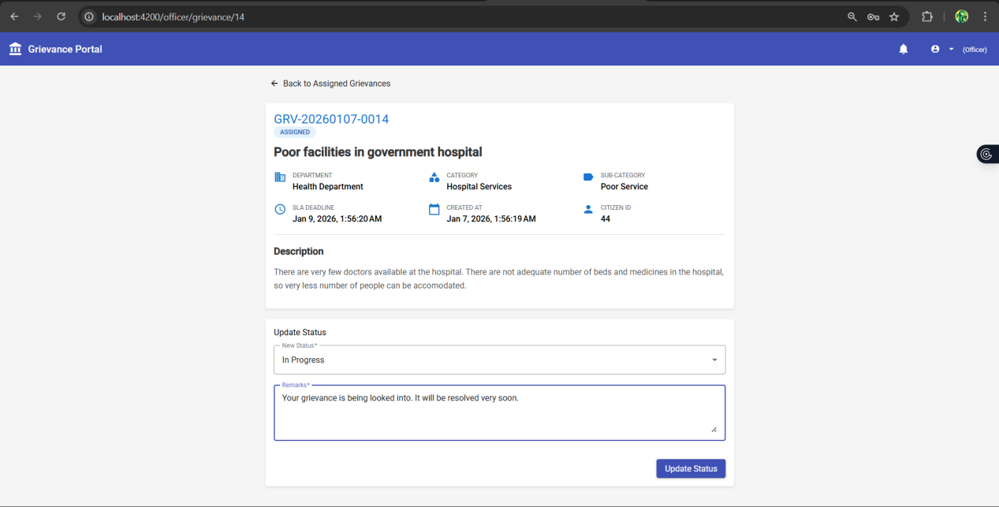 localhost:4200/officer/grievance/14
Grievance Portal
(Officer)
Back to Assigned Grievances
GRV-20260107-0014
ASSIGNED
Poor facilities in government hospital
DEPARTMENT
Health Department
CATEGORY
Hospital Services
SUB-CATEGORY
Poor Service
SLA DEADLINE
Jan 9, 2026, 1:56:20 AM
CREATED AT
Jan 7, 2026, 1:56:19 AM
CITIZEN ID
44
Description
There are very few doctors available at the hospital. There are not adequate number of beds and medicines in the hospital,
so very less number of people can be accomodated.
Update Status
New Status*
In Progress
Remarks*
Your grievance is being looked into. It will be resolved very soon.
Update Status